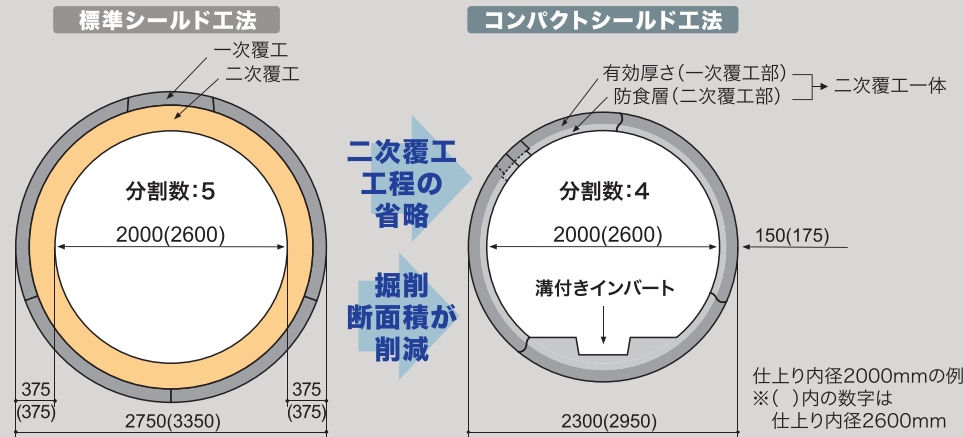 標準シールド工法
コンパクトシールド工法
一次覆工
二次覆工
有効厚さ(一次覆工部)
防食層(二次覆工部)
二次覆工一体
二次覆工
工程の
省略
掘削
断面積が
削減
分割数:5
2000(2600)
375
(375)
375
(375)
2750(3350)
分割数:4
2000(2600)
150(175)
溝付きインバート
2300(2950)
仕上り内径2000mmの例
※( )内の数字は
仕上り内径2600mm